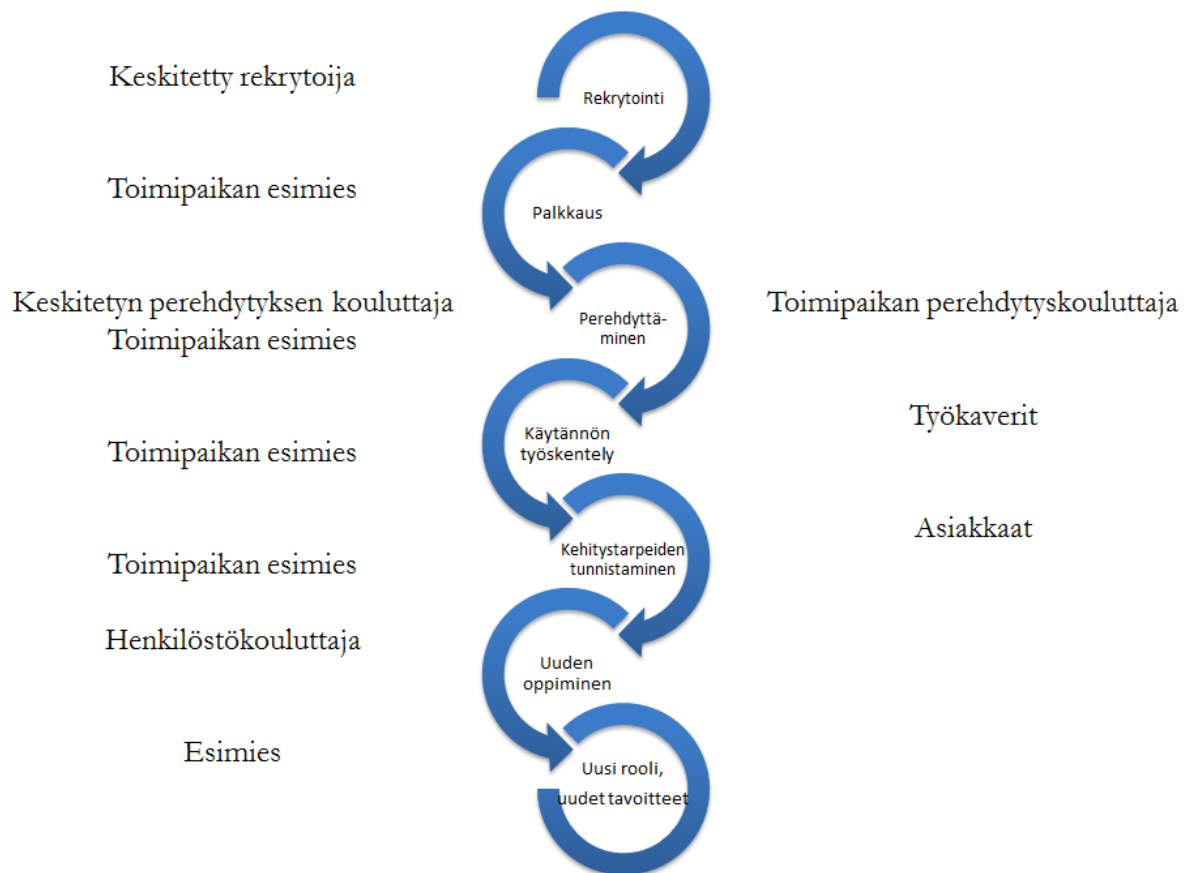 Keskitetty rekrytoija
Rekrytointi
Toimipaikan esimies
Palkkaus
Keskitetyn perehdytyksen kouluttaja
Toimipaikan esimies
Perehdyttä-
minen
Toimipaikan perehdytyskouluttaja
Työkaverit
Toimipaikan esimies
Käytännön
työskentely
Asiakkaat
Toimipaikan esimies
Kehitystarpeiden
tunnistaminen
Henkilöstökouluttaja
Uuden
oppiminen
Esimies
Uusi rooli,
uudet tavoitteet